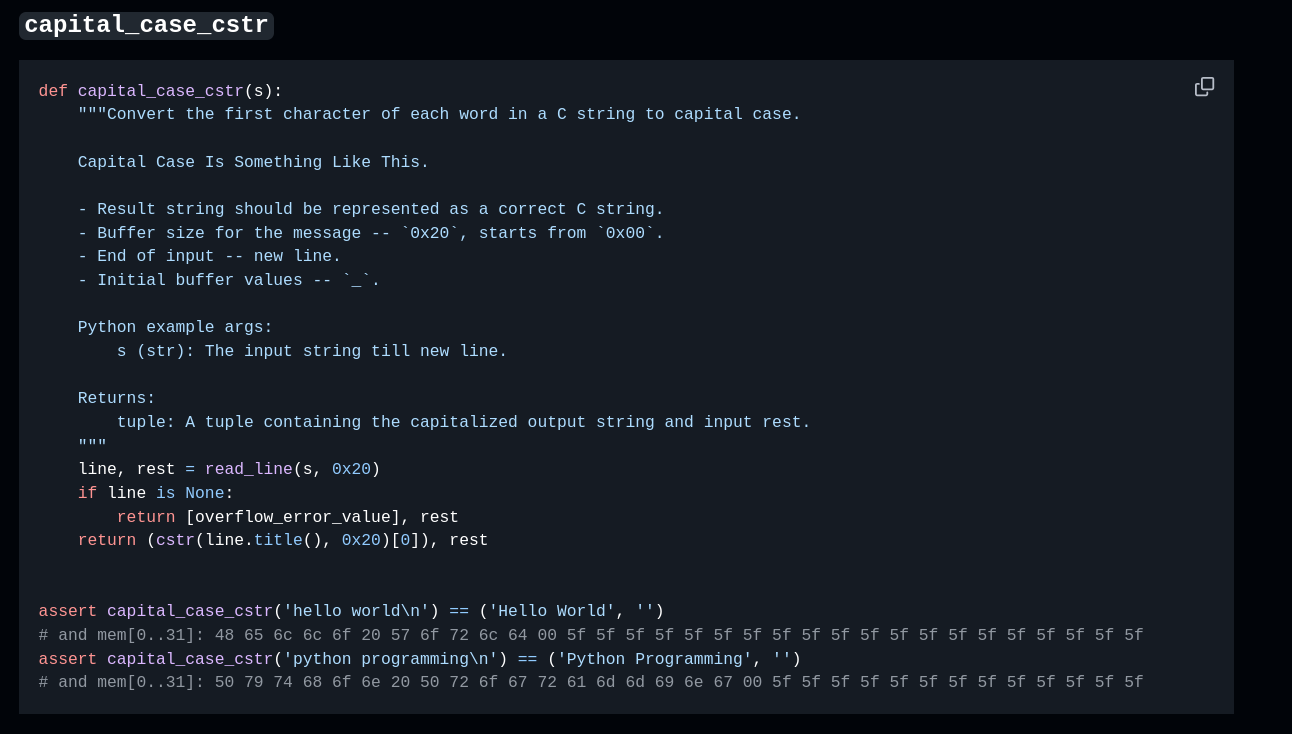 capital_case_cstr
def capital_case_cstr(s):
    """Convert the first character of each word in a C string to capital case.

    Capital Case Is Something Like This.

    - Result string should be represented as a correct C string.
    - Buffer size for the message -- `0x20`, starts from `0x00`.
    - End of input -- new line.
    - Initial buffer values -- `_`.

    Python example args:
        s (str): The input string till new line.

    Returns:
        tuple: A tuple containing the capitalized output string and input rest.
    """
    line, rest = read_line(s, 0x20)
    if line is None:
        return [overflow_error_value], rest
    return (cstr(line.title(), 0x20)[0]), rest


assert capital_case_cstr('hello world\n') == ('Hello World', '')
# and mem[0..31]: 48 65 6c 6c 6f 20 57 6f 72 6c 64 00 5f 5f 5f 5f 5f 5f 5f 5f 5f 5f 5f 5f 5f 5f 5f 5f 5f 5f 5f 5f
assert capital_case_cstr('python programming\n') == ('Python Programming', '')
# and mem[0..31]: 50 79 74 68 6f 6e 20 50 72 6f 67 72 61 6d 6d 69 6e 67 00 5f 5f 5f 5f 5f 5f 5f 5f 5f 5f 5f 5f 5f